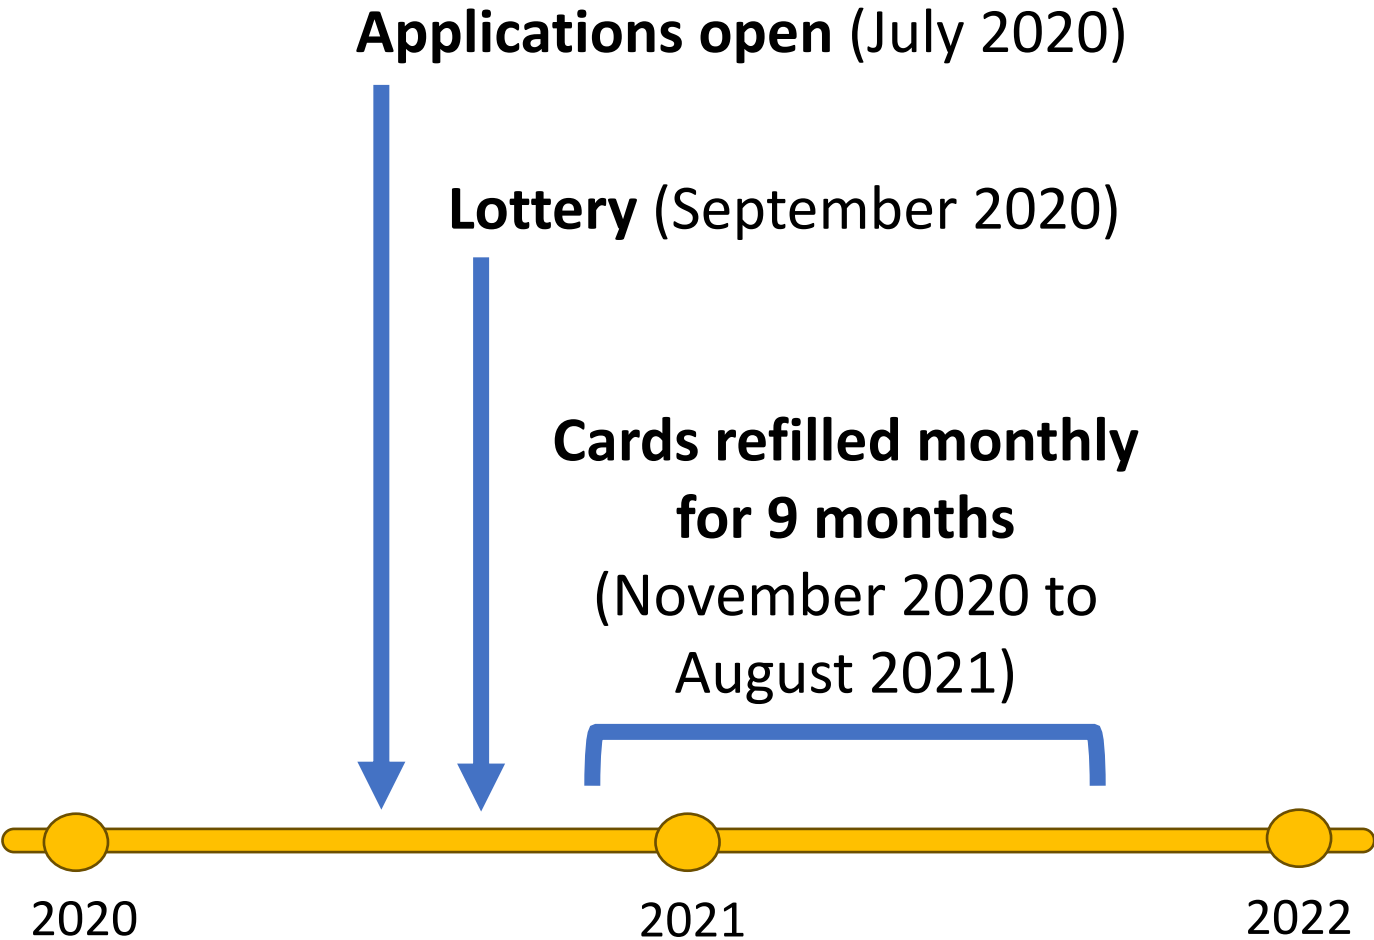 Applications open (July 2020)
Lottery (September 2020)
Cards refilled monthly
for 9 months
(November 2020 to
August 2021)
2020
2021
2022